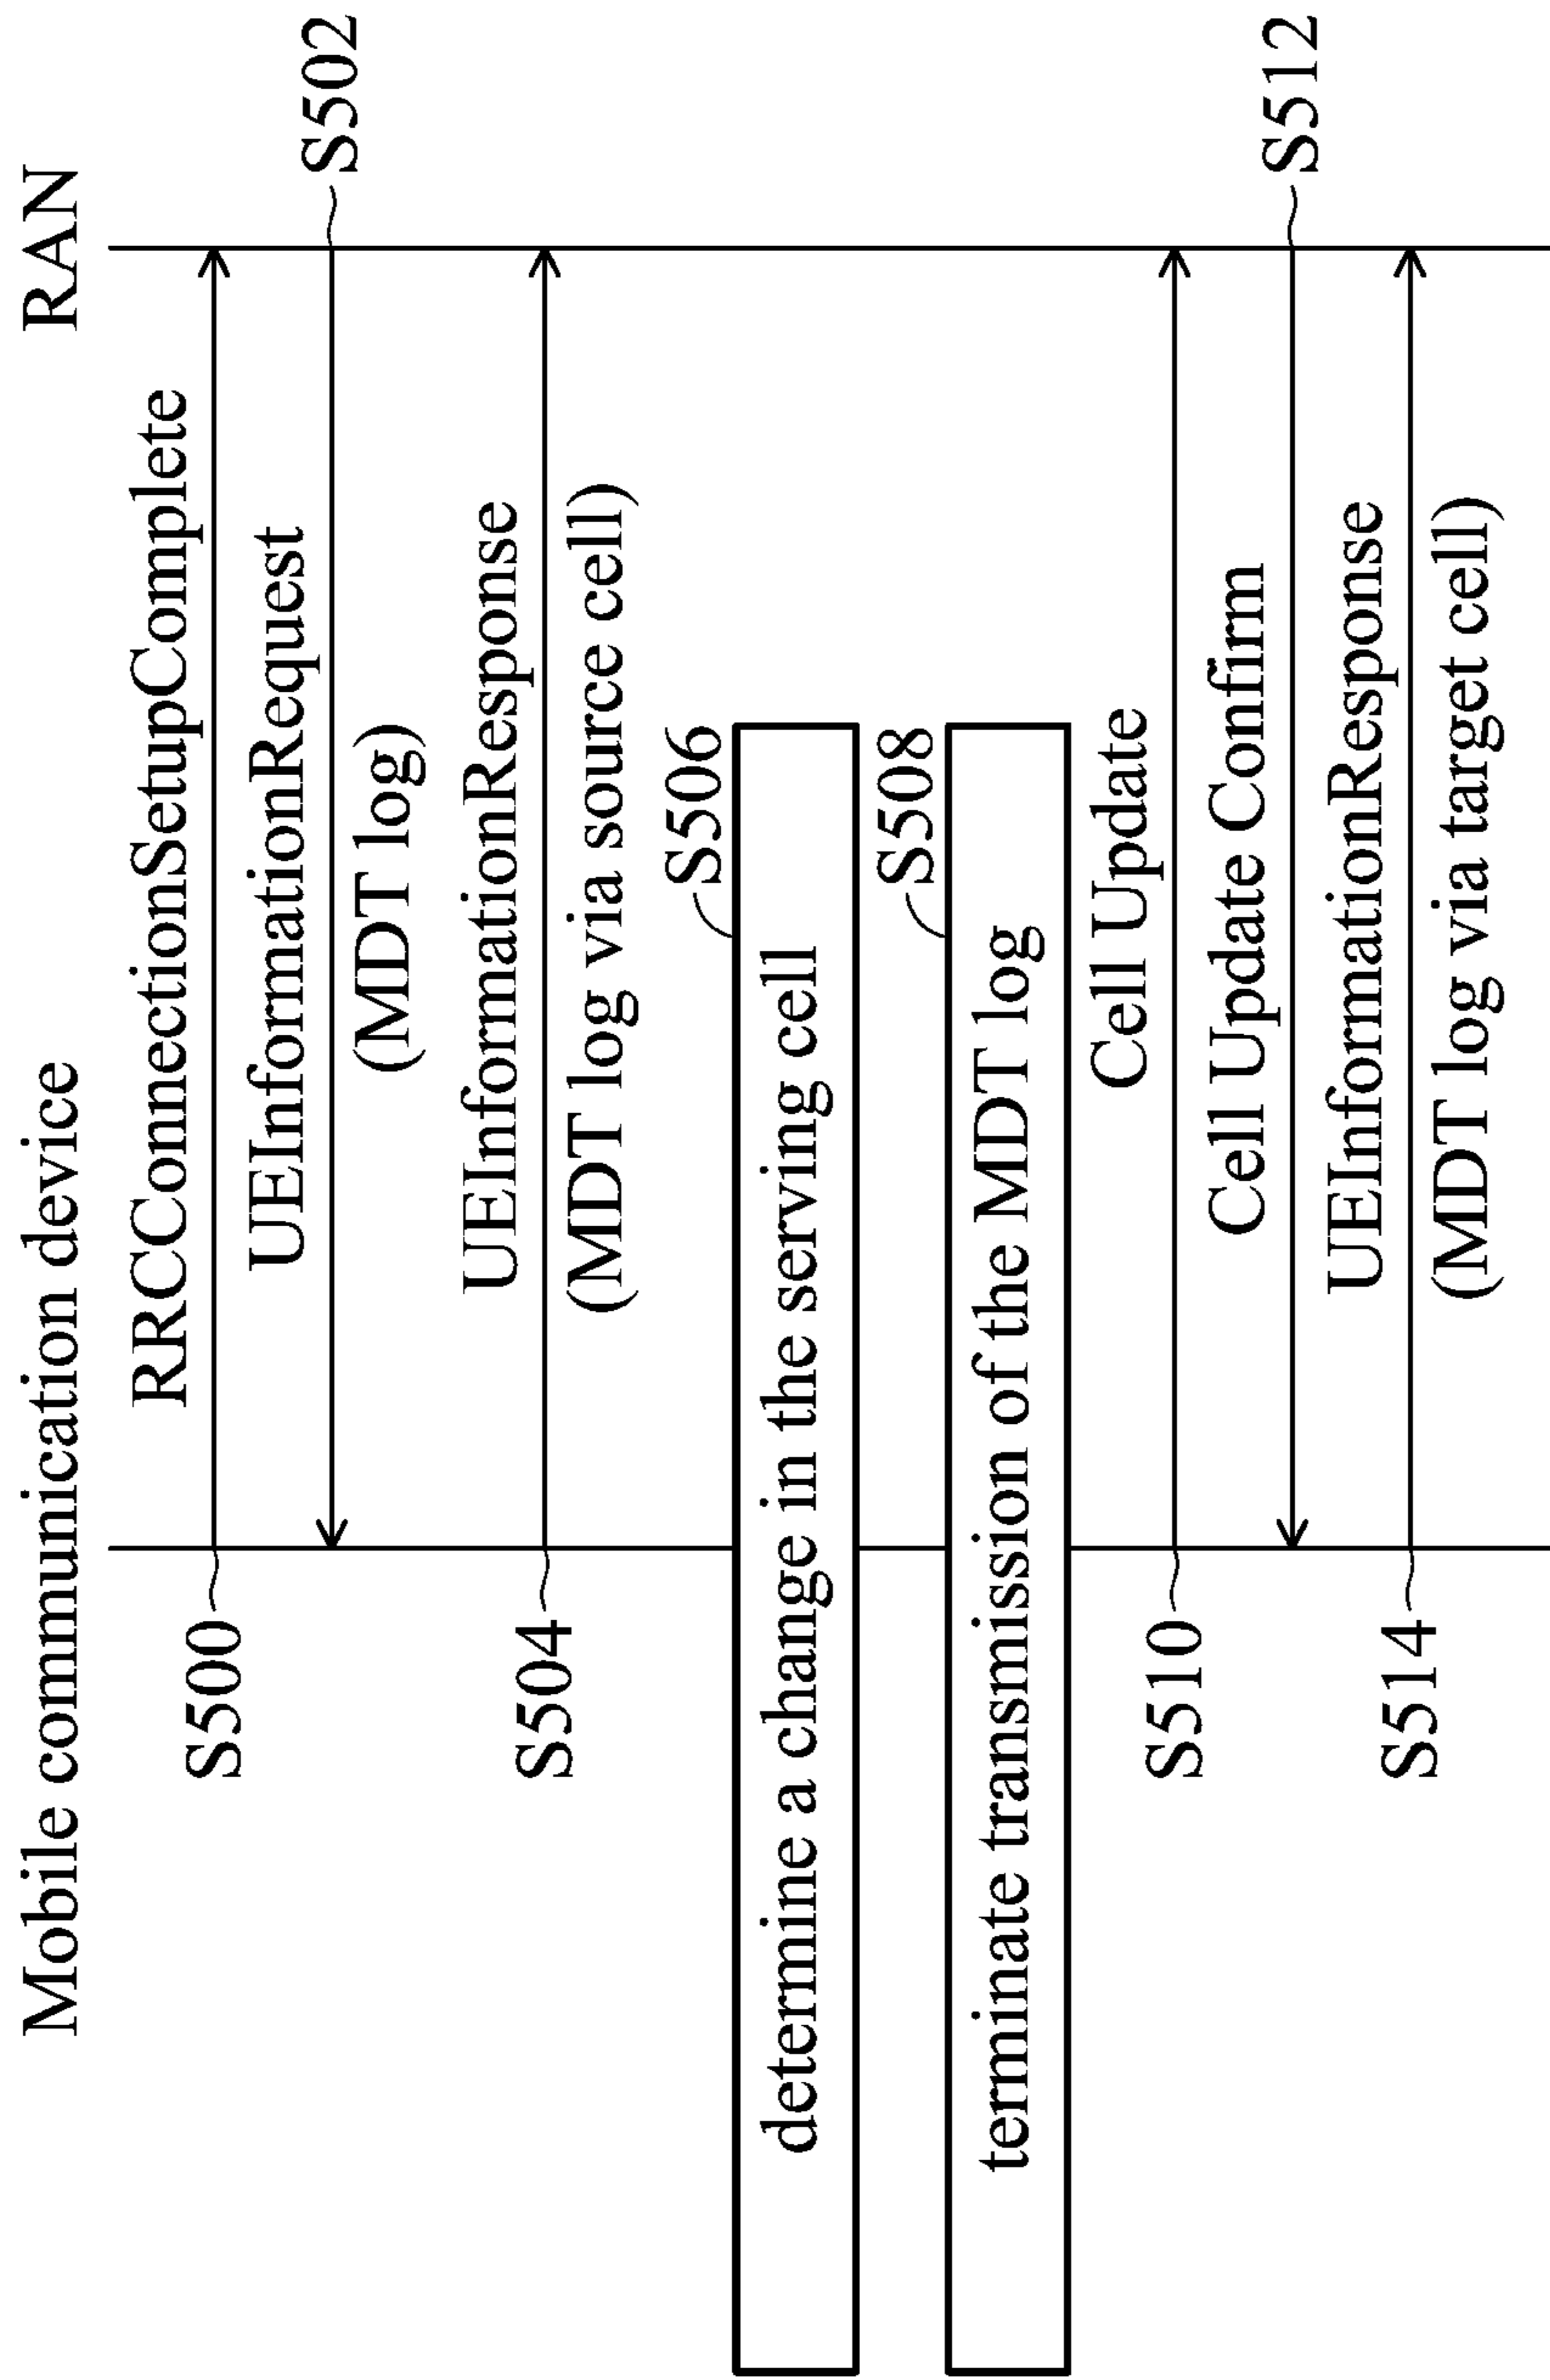 Mobile communication device
RAN
RRCConnectionSetupComplete
S500
UEInformationRequest
S502
(MDT log)
UEInformationResponse
S504
(MDT log via source cell)
S506
determine a change in the serving cell
S508
terminate transmission of the MDT log
Cell Update
S510
Cell Update Confirm
S512
UEInformationResponse
S514
(MDT log via target cell)